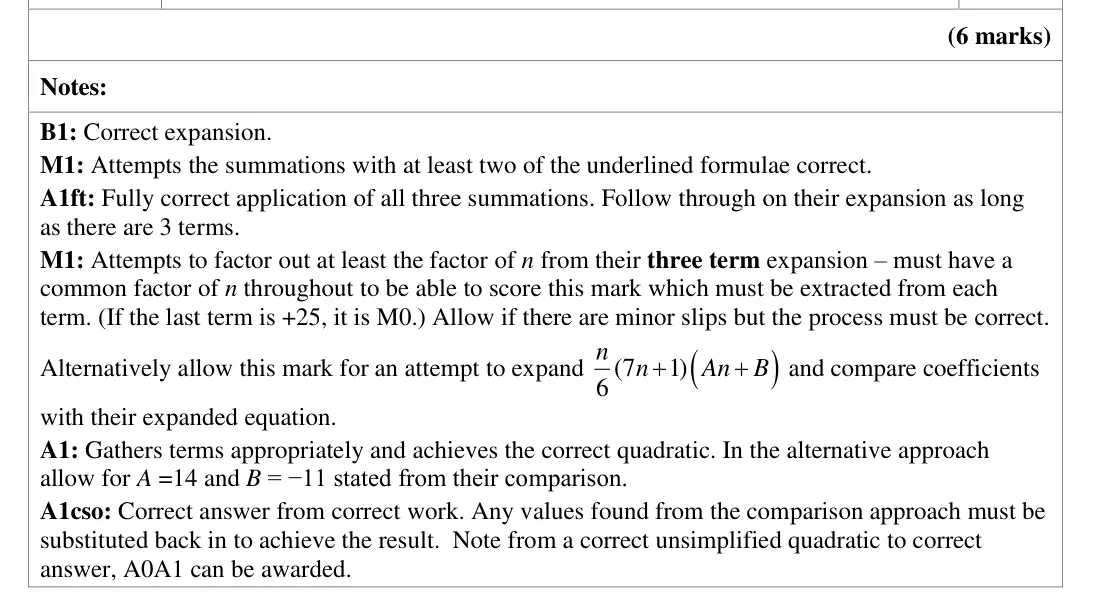 (6 marks)
Notes:
B1: Correct expansion.
M1: Attempts the summations with at least two of the underlined formulae correct.
A1ft: Fully correct application of all three summations. Follow through on their expansion as long
as there are 3 terms.
M1: Attempts to factor out at least the factor of n from their three term expansion – must have a
common factor of n throughout to be able to score this mark which must be extracted from each
term. (If the last term is +25, it is M0.) Allow if there are minor slips but the process must be correct.
Alternatively allow this mark for an attempt to expand n/6 (7n+1)(An+B) and compare coefficients
with their expanded equation.
A1: Gathers terms appropriately and achieves the correct quadratic. In the alternative approach
allow for A =14 and B = −11 stated from their comparison.
A1cso: Correct answer from correct work. Any values found from the comparison approach must be
substituted back in to achieve the result.  Note from a correct unsimplified quadratic to correct
answer, A0A1 can be awarded.